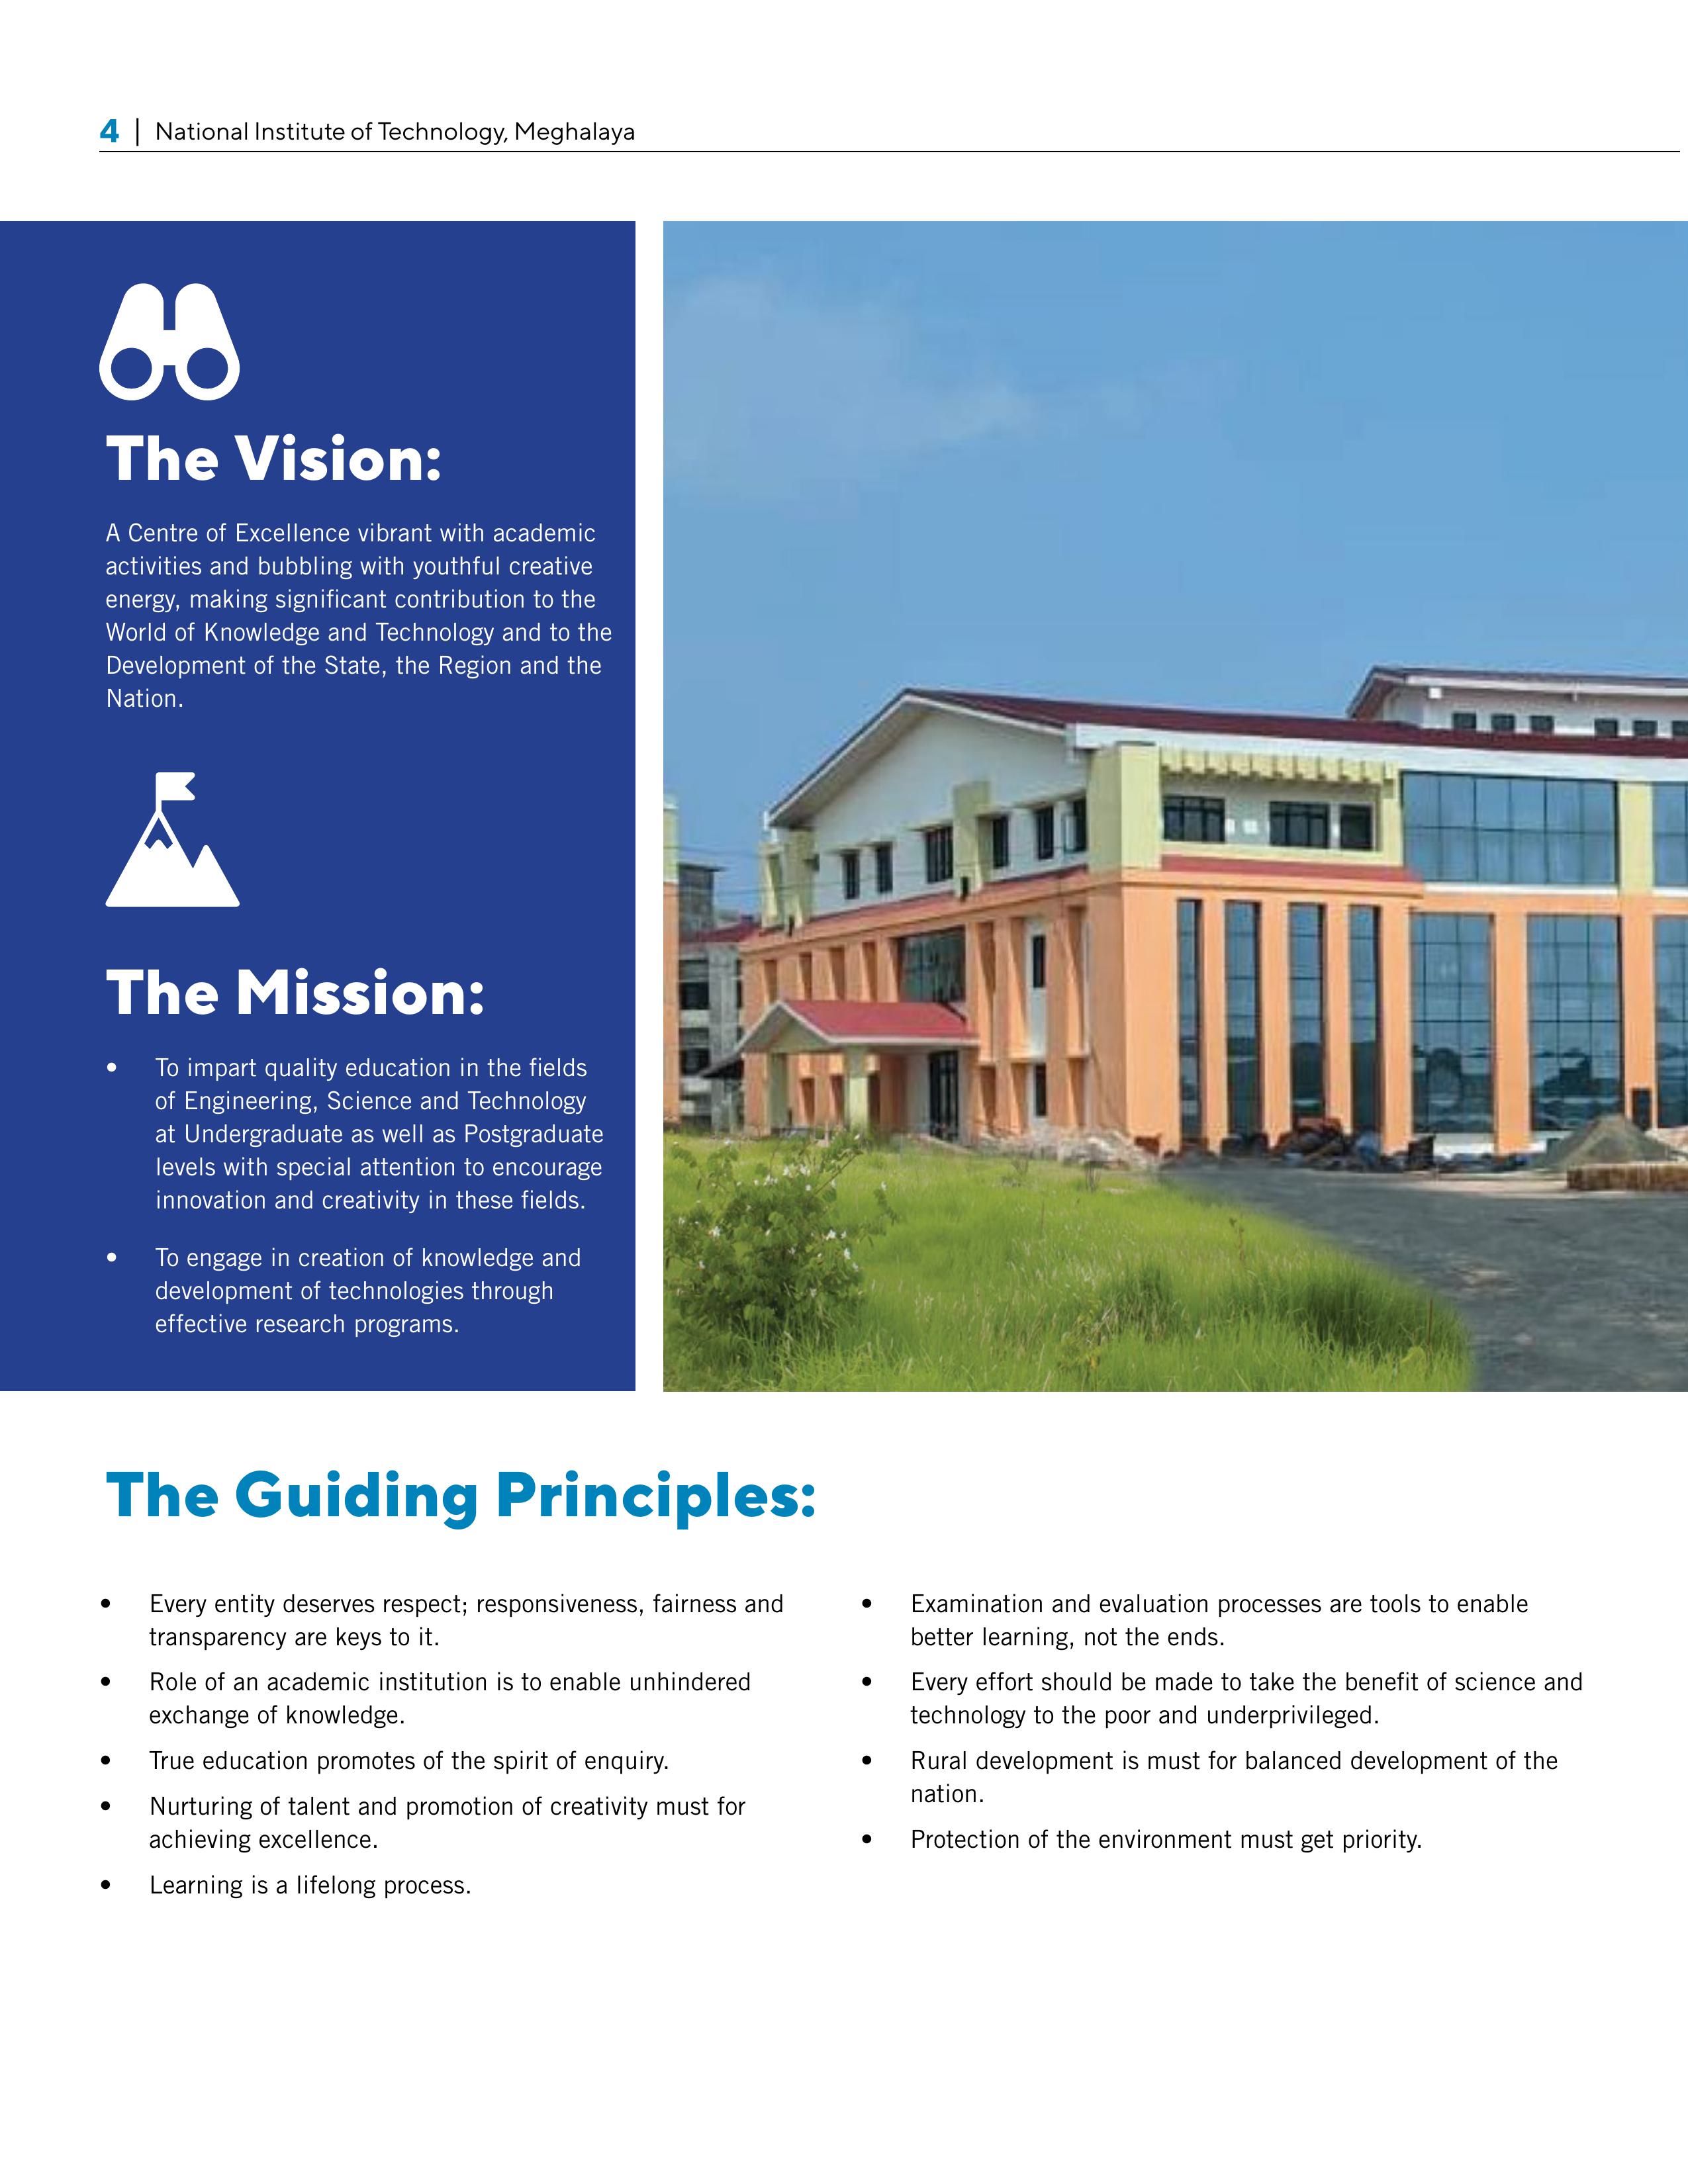 4 | National Institute of Technology, Meghalaya
The Vision:
A Centre of Excellence vibrant with academic
activities and bubbling with youthful creative
energy, making significant contribution to the
World of Knowledge and Technology and to the
Development of the State, the Region and the
Nation.
The Mission:
• To impart quality education in the fields
of Engineering, Science and Technology
at Undergraduate as well as Postgraduate
levels with special attention to encourage
innovation and creativity in these fields.
• To engage in creation of knowledge and
development of technologies through
effective research programs.
The Guiding Principles:
• Every entity deserves respect; responsiveness, fairness and
transparency are keys to it.
• Role of an academic institution is to enable unhindered
exchange of knowledge.
• True education promotes of the spirit of enquiry.
• Nurturing of talent and promotion of creativity must for
achieving excellence.
• Learning is a lifelong process.
• Examination and evaluation processes are tools to enable
better learning, not the ends.
• Every effort should be made to take the benefit of science and
technology to the poor and underprivileged.
• Rural development is must for balanced development of the
nation.
• Protection of the environment must get priority.